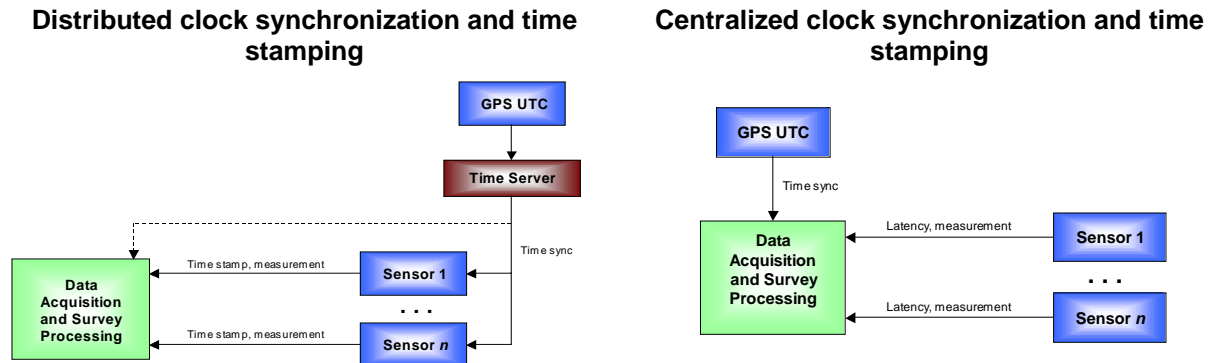 Distributed clock synchronization and time
stamping
GPS UTC
Time Server
Time sync
Data
Acquisition
and Survey
Processing
Time stamp, measurement
Sensor 1
. . .
Time stamp, measurement
Sensor n
Centralized clock synchronization and time
stamping
GPS UTC
Time sync
Data
Acquisition
and Survey
Processing
Latency, measurement
Sensor 1
. . .
Latency, measurement
Sensor n